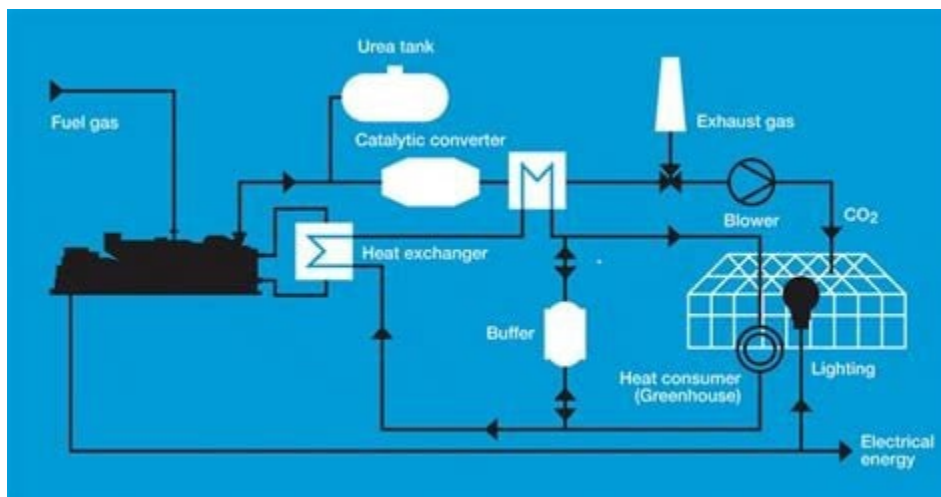 Urea tank
Fuel gas
Catalytic converter
Exhaust gas
Blower
CO₂
Heat exchanger
Buffer
Heat consumer
(Greenhouse)
Lighting
Electrical
energy